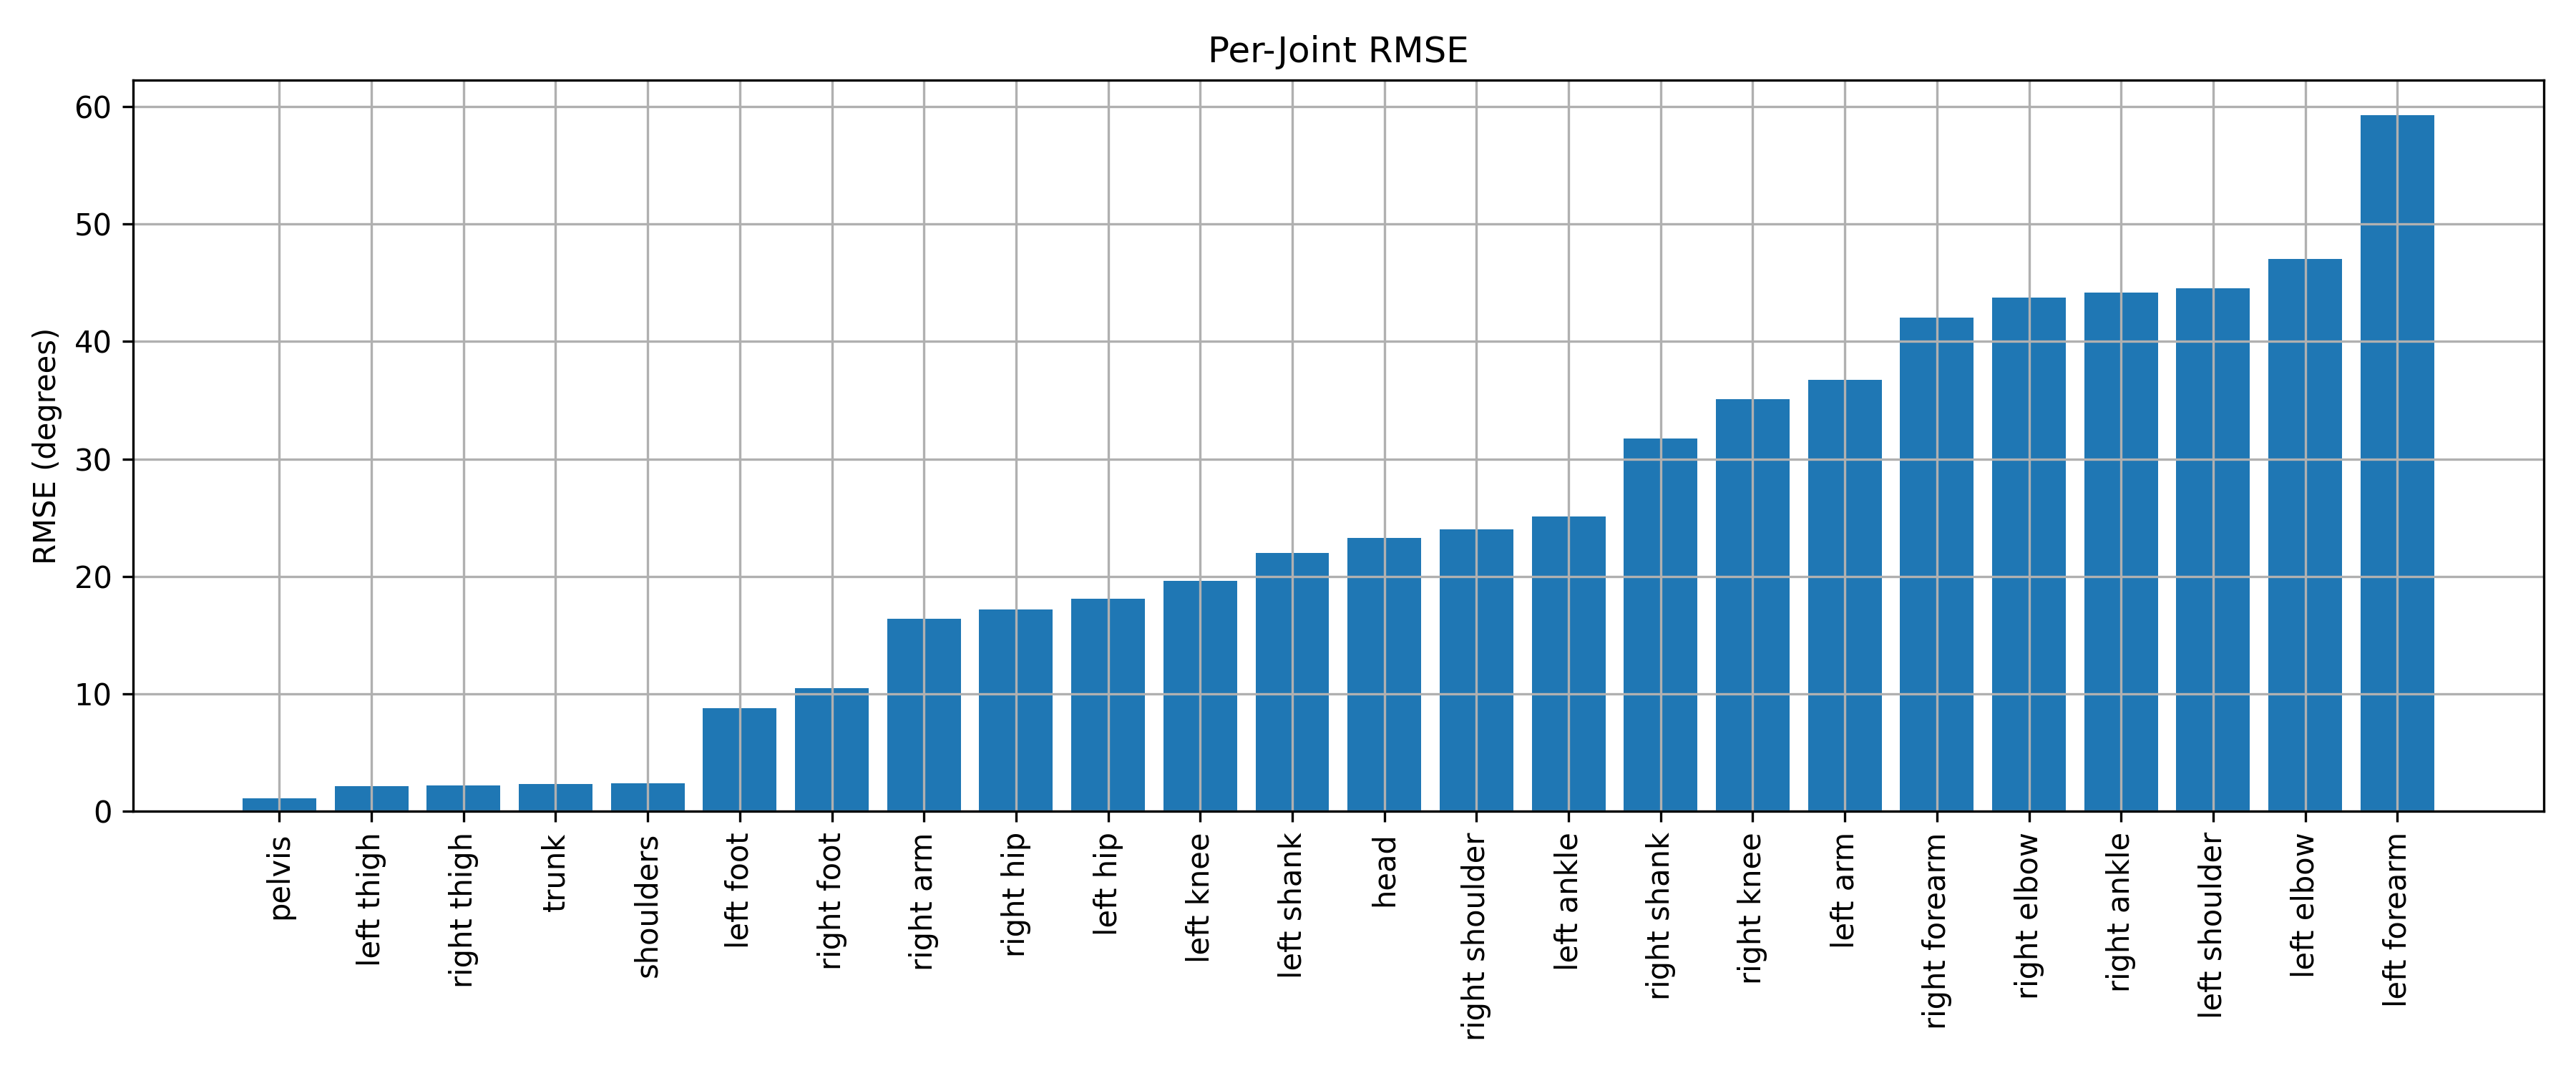 Per-Joint RMSE
RMSE (degrees)
60
50
40
30
20
10
0
pelvis
left thigh
right thigh
trunk
shoulders
left foot
right foot
right arm
right hip
left hip
left knee
left shank
head
right shoulder
left ankle
right shank
right knee
left arm
right forearm
right elbow
right ankle
left shoulder
left elbow
left forearm